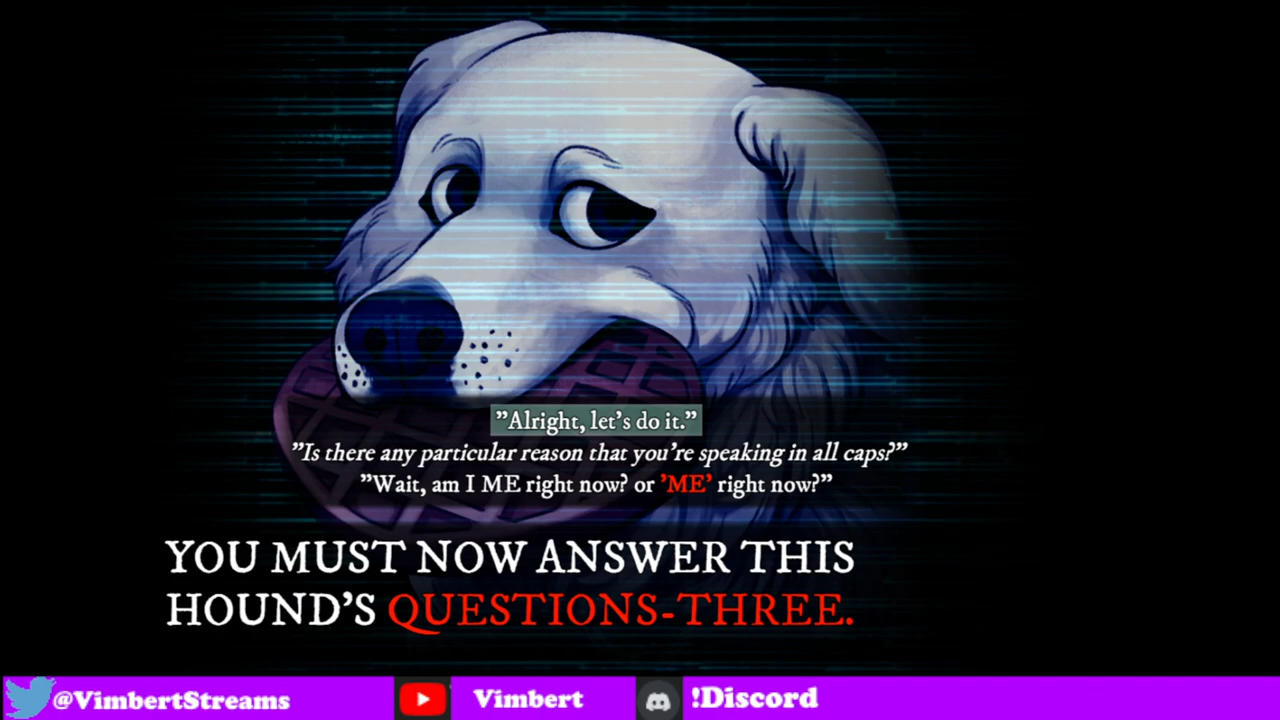 ”Alright, let’s do it.”
”Is there any particular reason that you’re speaking in all caps?”
”Wait, am I ME right now? or ’ME’ right now?”
YOU MUST NOW ANSWER THIS
HOUND’S QUESTIONS-THREE.
@VimbertStreams Vimbert !Discord